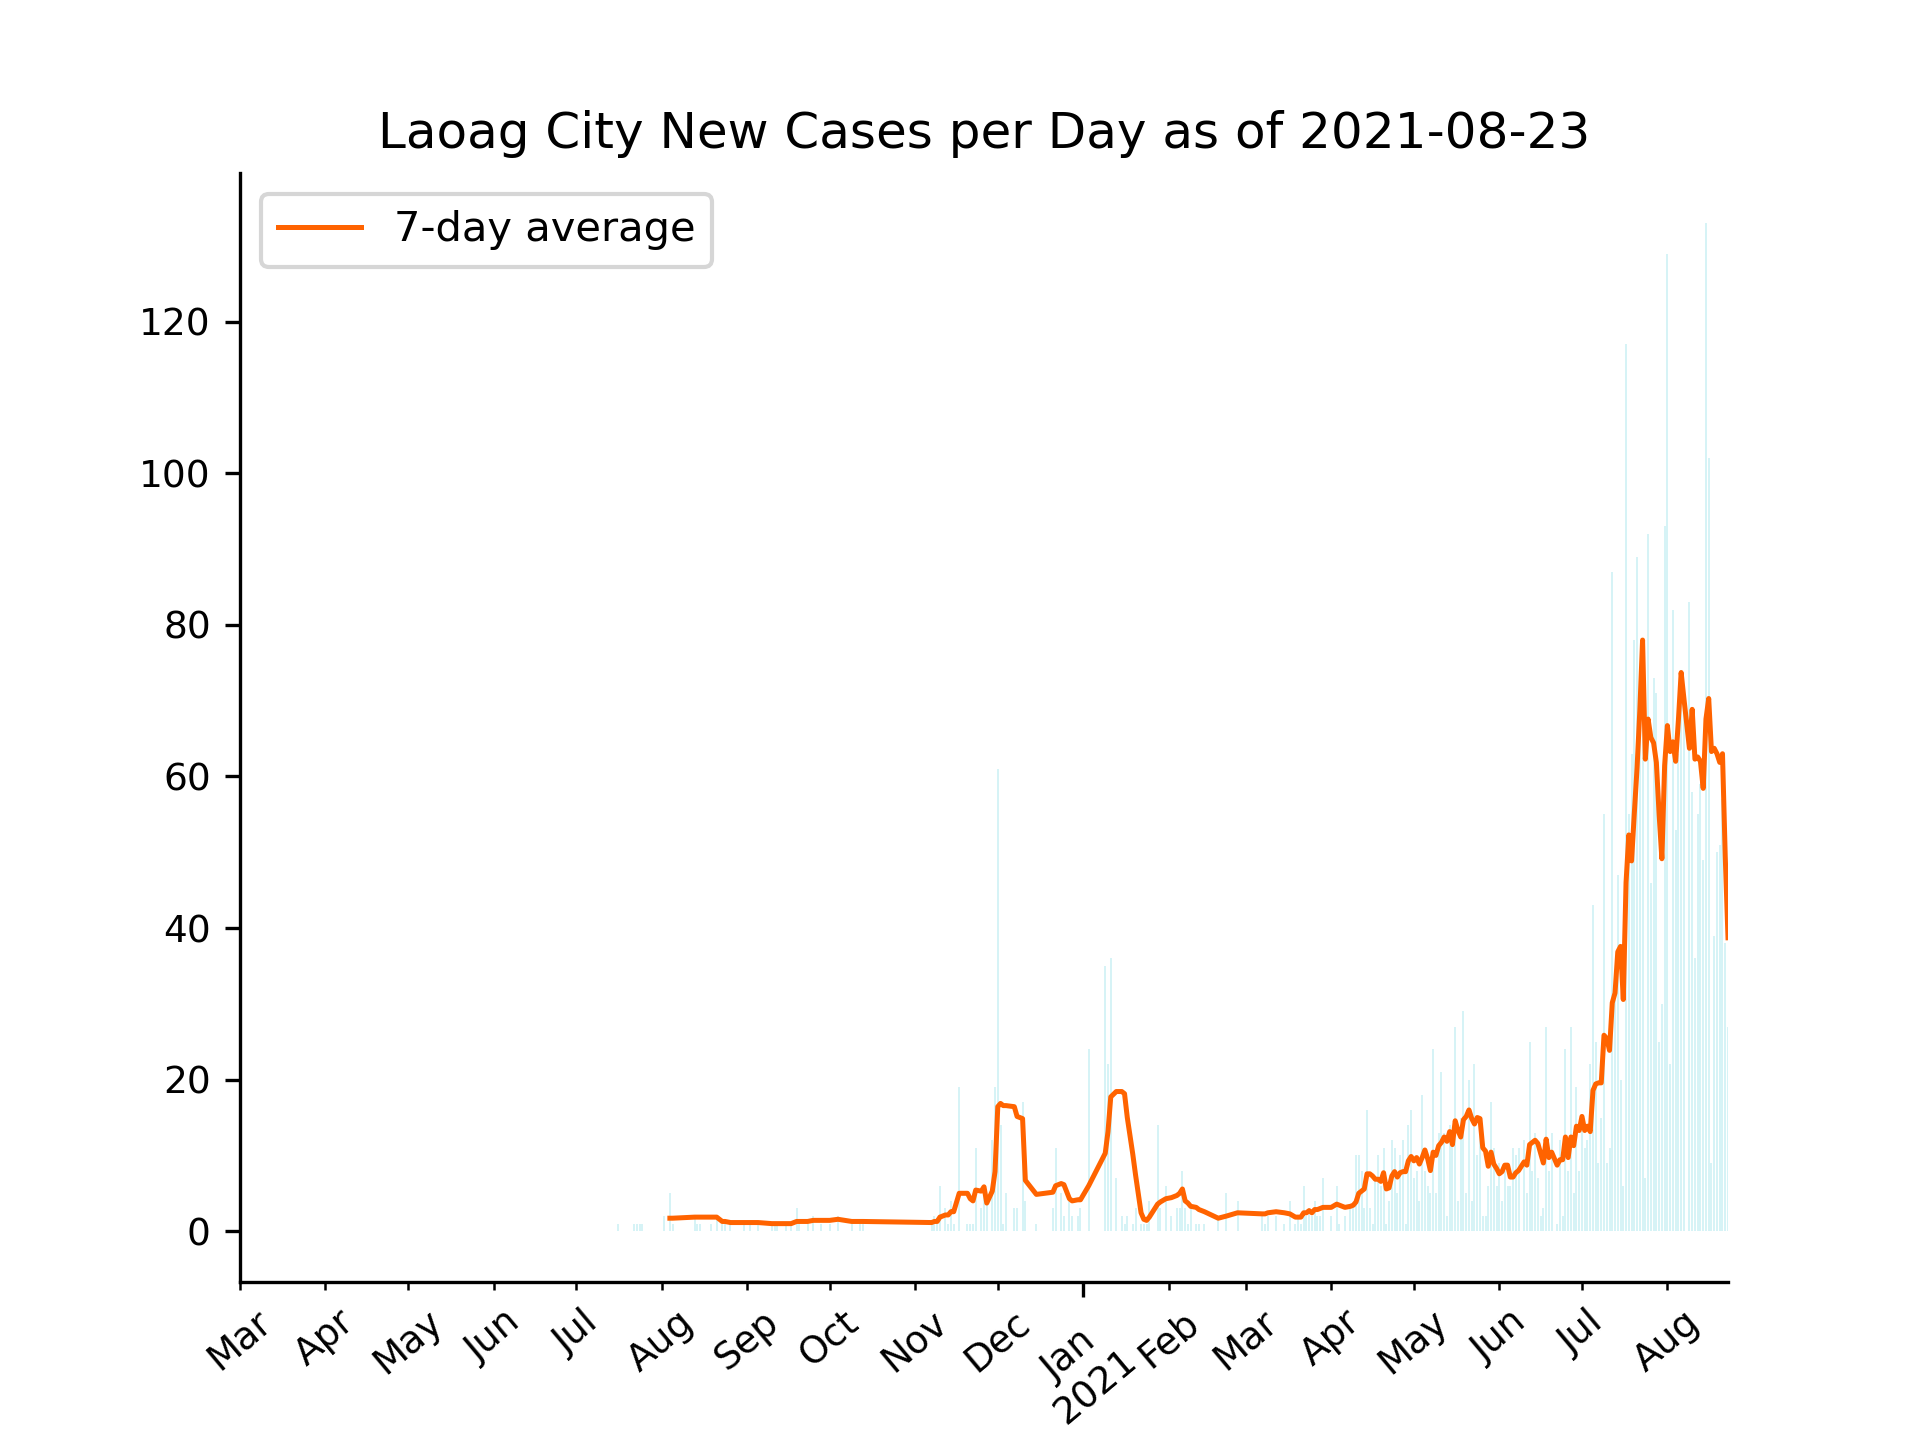 Laoag City New Cases per Day as of 2021-08-23
7-day average
120
100
80
60
40
20
0
Mar Apr May Jun Jul Aug Sep Oct Nov Dec Jan Feb Mar Apr May Jun Jul Aug
2021